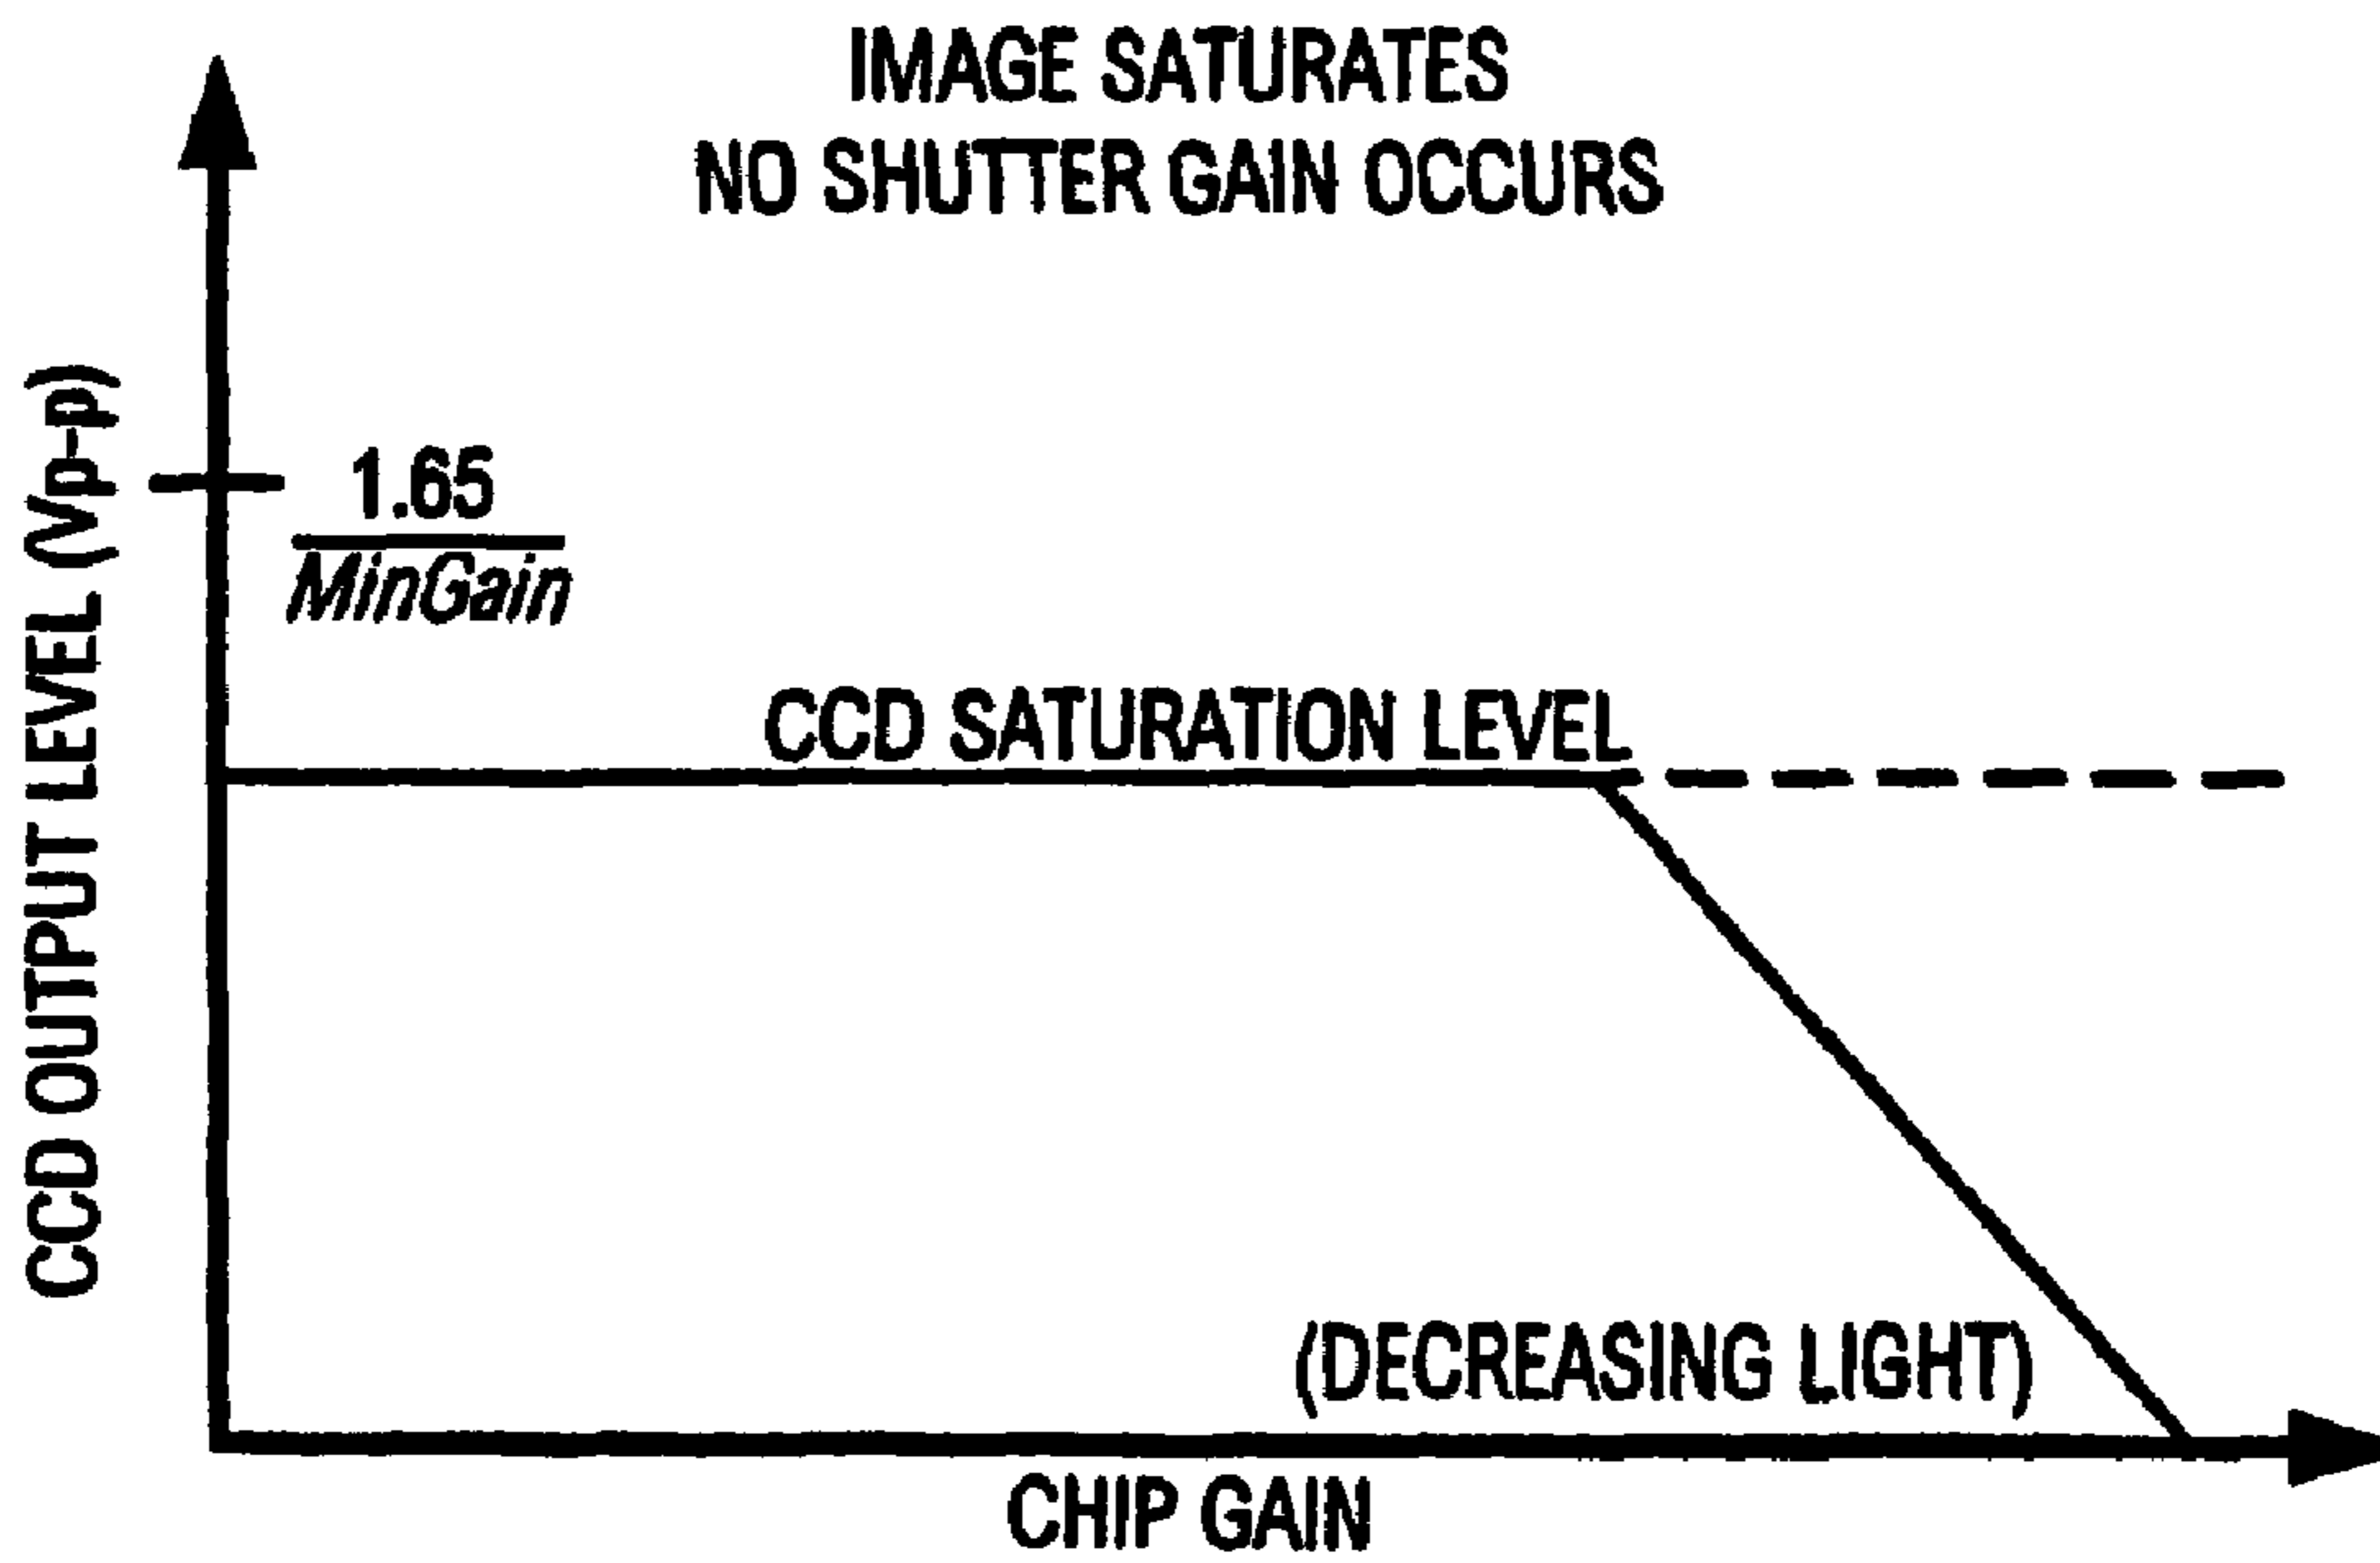 IMAGE SATURATES
NO SHUTTER GAIN OCCURS
CCD OUTPUT LEVEL (Vp-p)
1.65
MinGain
CCD SATURATION LEVEL
(DECREASING LIGHT)
CHIP GAIN